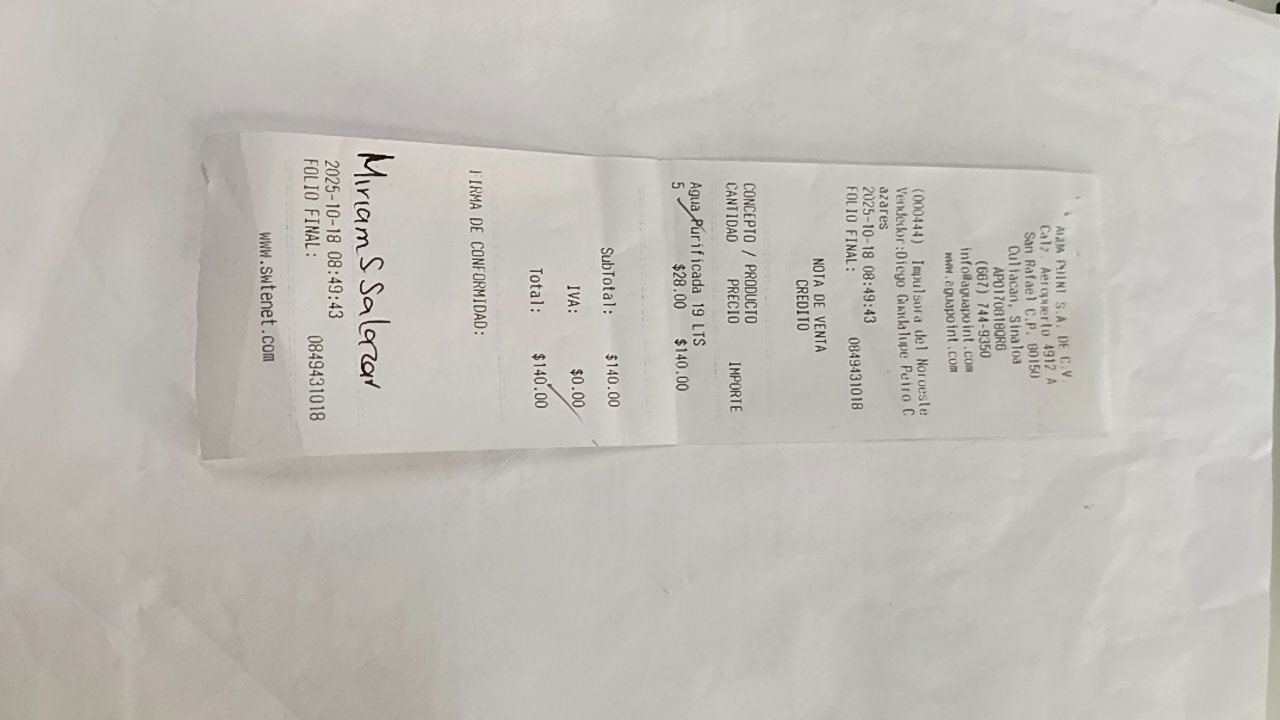 AQUA POINT S.A. DE C.V.
Calz. Aeropuerto 4912 A
San Rafael C.P. 80150
Culiacan, Sinaloa
APO170818QR6
(667) 744-9350
info@aguapoint.com
www.aguapoint.com
(000444) Impulsora del Noroeste
Vendedor:Diego Guadalupe Peiro C
azares
2025-10-18 08:49:43
FOLIO FINAL: 0849431018
NOTA DE VENTA
CREDITO
CONCEPTO / PRODUCTO
CANTIDAD PRECIO IMPORTE
Agua Purificada 19 LTS
5 $28.00 $140.00
SubTotal: $140.00
IVA: $0.00
Total: $140.00
FIRMA DE CONFORMIDAD:
Miriam S Salazar
2025-10-18 08:49:43
FOLIO FINAL: 0849431018
www.swtenet.com